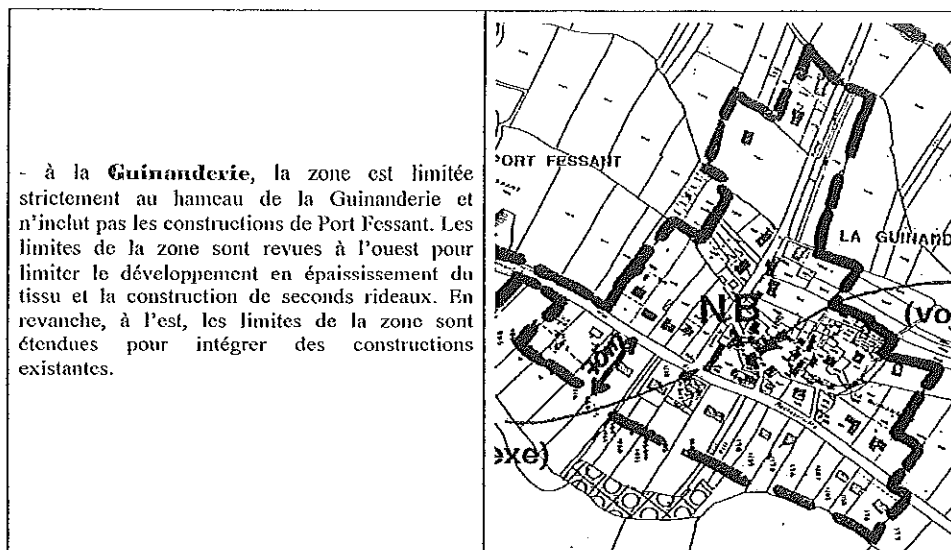 - à la Guinanderie, la zone est limitée
strictement au hameau de la Guinanderie et
n'inclut pas les constructions de Port Fessant. Les
limites de la zone sont revues à l'ouest pour
limiter le développement en épaississement du
tissu et la construction de seconds rideaux. En
revanche, à l'est, les limites de la zone sont
étendues pour intégrer des constructions
existantes.
PORT FESSANT
LA GUINAND
NB
(vo
exe)